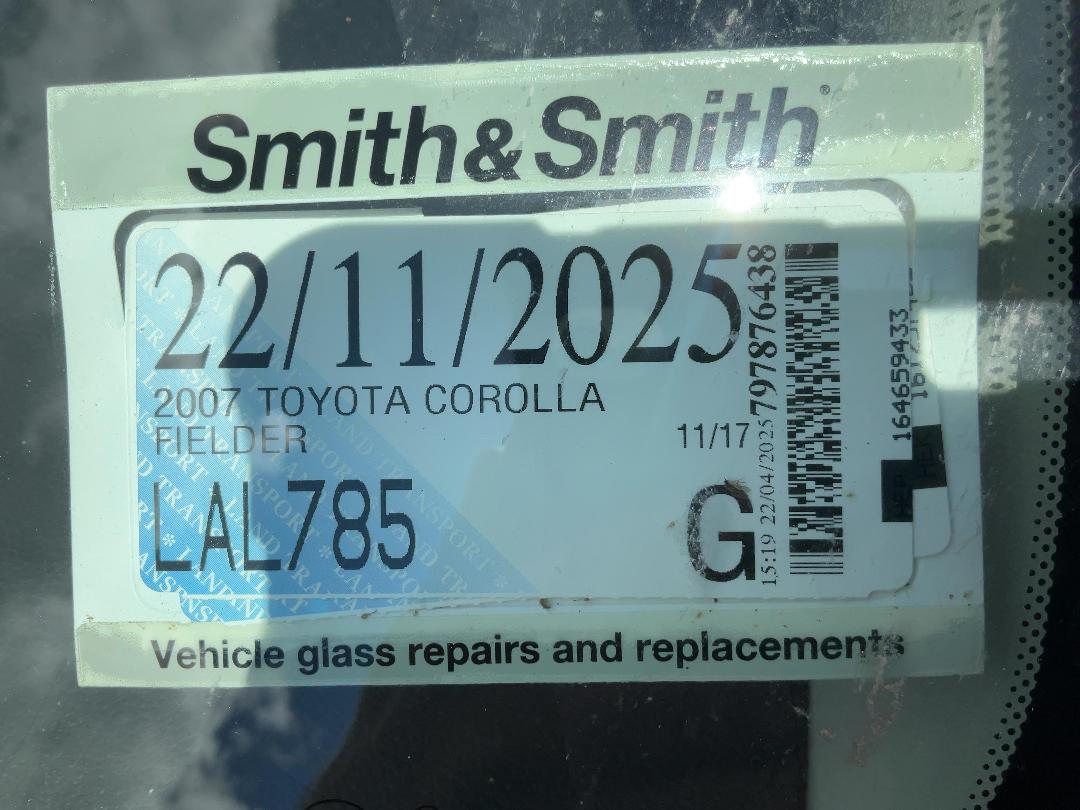 Smith&Smith®
22/11/2025
2007 TOYOTA COROLLA
FIELDER
11/17
LAL785
G
15:19 22/04/2025 797876438
164659433
Vehicle glass repairs and replacements